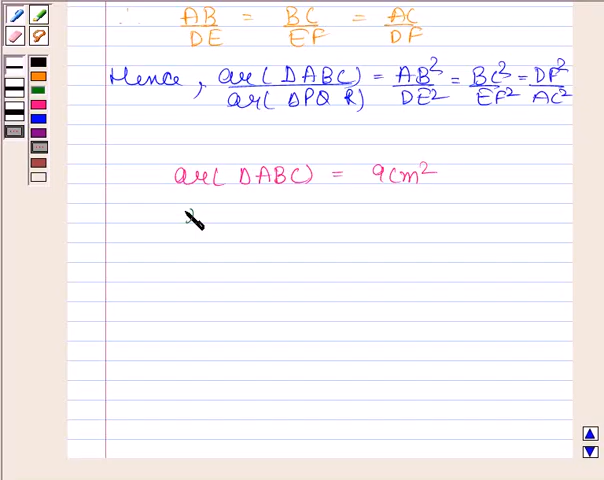 ∴ AB/DE = BC/EF = AC/DF
Hence, ar(ΔABC)/ar(ΔPQR) = AB²/DE² = BC²/EF² = DF²/AC²
ar(ΔABC) = 9cm²